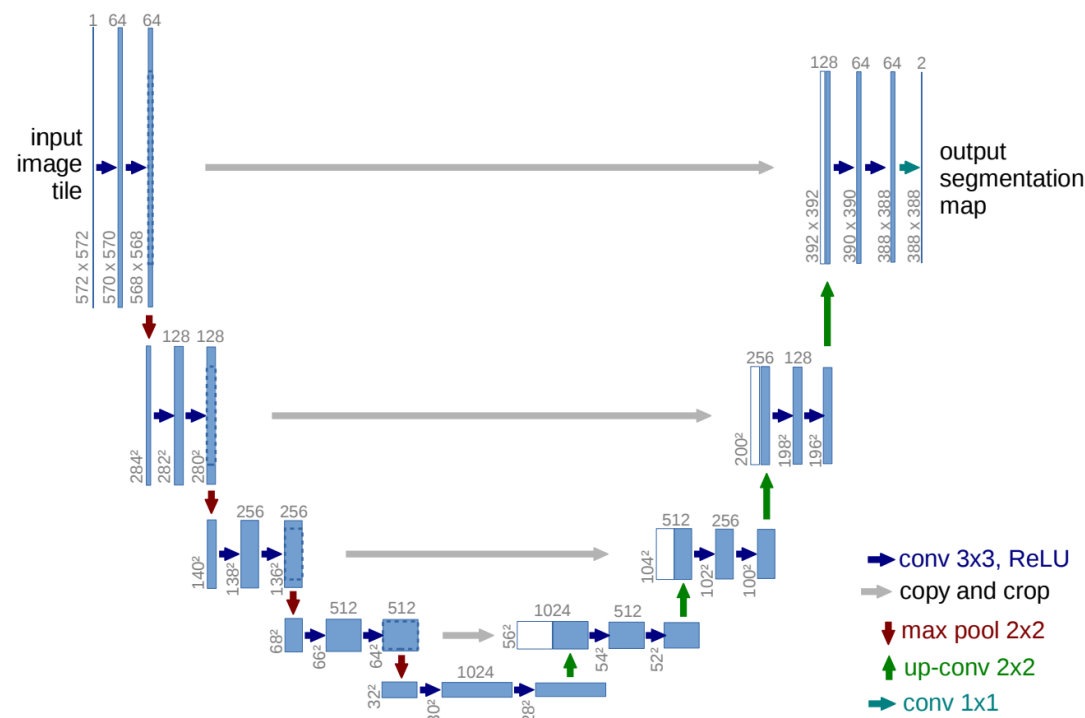 1 64 64
128 64 64 2
input
image
tile
output
segmentation
map
572 x 572
570 x 570
568 x 568
392 x 392
390 x 390
388 x 388
388 x 388
128 128
256 128
284²
282²
280²
200²
198²
196²
256 256
512 256
140²
138²
136²
104²
102²
100²
512 512
1024 512
68²
66²
64²
56²
54²
52²
1024
32²
30²
28²
conv 3x3, ReLU
copy and crop
max pool 2x2
up-conv 2x2
conv 1x1